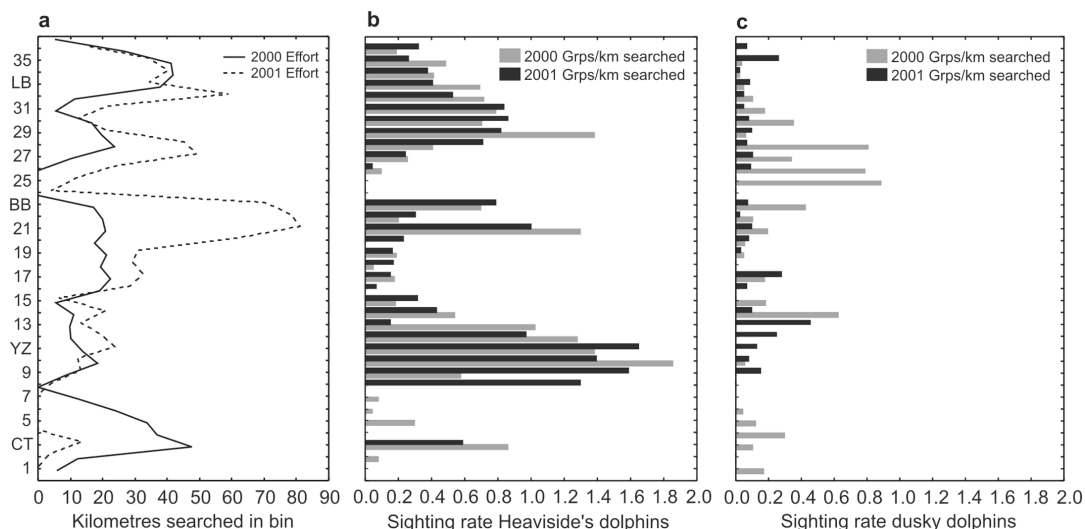 a
2000 Effort
2001 Effort
35
LB
31
29
27
25
BB
21
19
17
15
13
YZ
9
7
5
CT
1
0 10 20 30 40 50 60 70 80 90
Kilometres searched in bin
b
2000 Grps/km searched
2001 Grps/km searched
0.0 0.2 0.4 0.6 0.8 1.0 1.2 1.4 1.6 1.8 2.0
Sighting rate Heaviside's dolphins
c
2000 Grps/km searched
2001 Grps/km searched
0.0 0.2 0.4 0.6 0.8 1.0 1.2 1.4 1.6 1.8 2.0
Sighting rate dusky dolphins